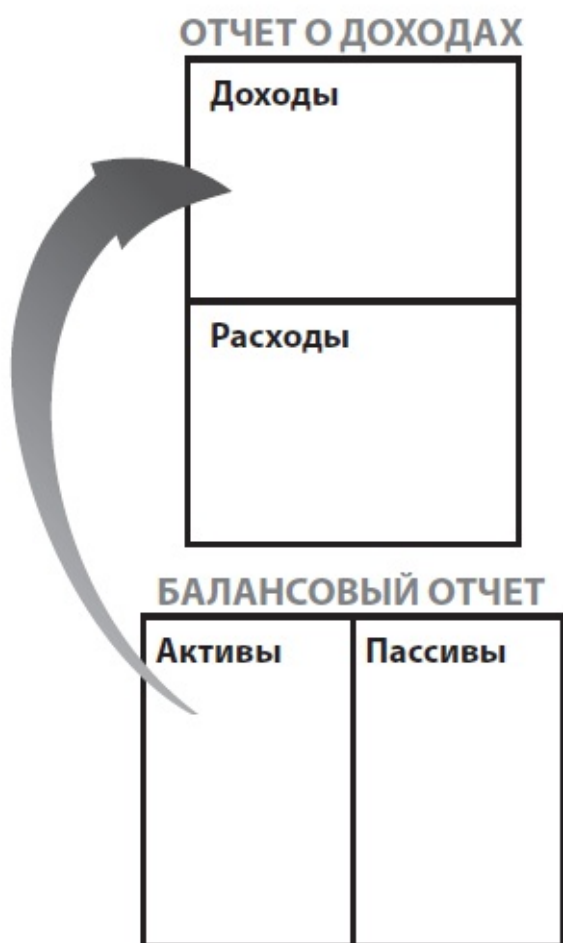 ОТЧЕТ О ДОХОДАХ
Доходы
Расходы
БАЛАНСОВЫЙ ОТЧЕТ
Активы
Пассивы